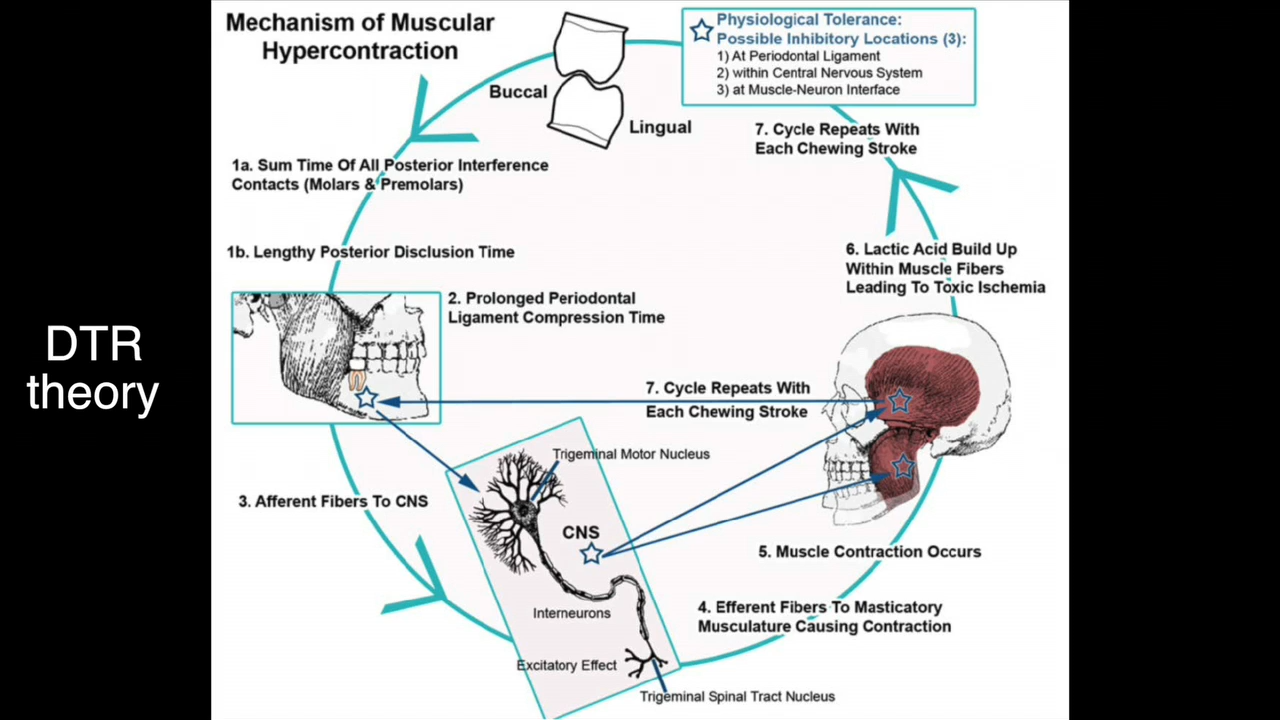 Mechanism of Muscular
Hypercontraction
Physiological Tolerance:
Possible Inhibitory Locations (3):
1) At Periodontal Ligament
2) within Central Nervous System
3) at Muscle-Neuron Interface
Buccal
Lingual
7. Cycle Repeats With
Each Chewing Stroke
1a. Sum Time Of All Posterior Interference
Contacts (Molars & Premolars)
1b. Lengthy Posterior Disclusion Time
6. Lactic Acid Build Up
Within Muscle Fibers
Leading To Toxic Ischemia
2. Prolonged Periodontal
Ligament Compression Time
DTR
theory
7. Cycle Repeats With
Each Chewing Stroke
Trigeminal Motor Nucleus
3. Afferent Fibers To CNS
CNS
5. Muscle Contraction Occurs
Interneurons
4. Efferent Fibers To Masticatory
Musculature Causing Contraction
Excitatory Effect
Trigeminal Spinal Tract Nucleus